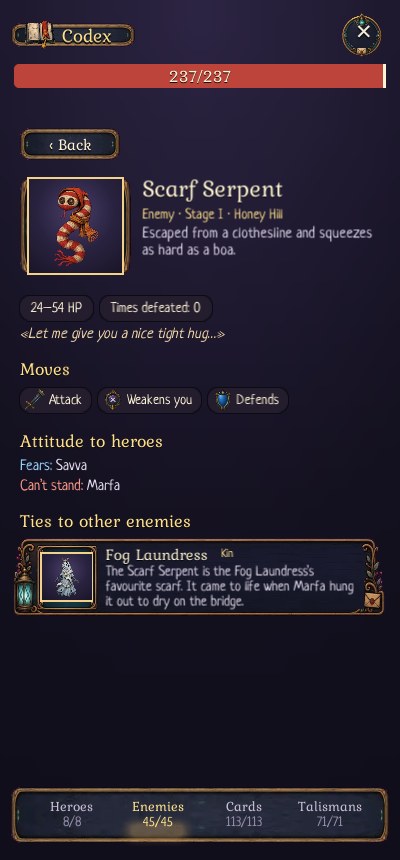 Codex
×
237/237
‹ Back
Scarf Serpent
Enemy · Stage I · Honey Hill
Escaped from a clothesline and squeezes
as hard as a boa.
24–54 HP
Times defeated: 0
«Let me give you a nice tight hug...»
Moves
Attack
Weakens you
Defends
Attitude to heroes
Fears: Savva
Can't stand: Marfa
Ties to other enemies
Fog Laundress Kin
The Scarf Serpent is the Fog Laundress's
favourite scarf. It came to life when Marfa hung
it out to dry on the bridge.
Heroes Enemies Cards Talismans
8/8 45/45 113/113 71/71